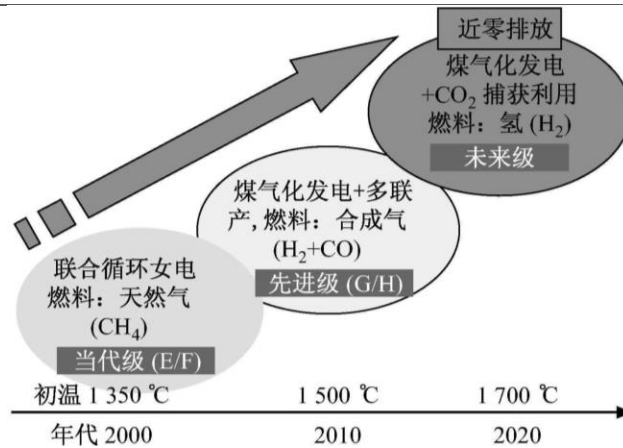 近零排放
煤气化发电
+CO₂ 捕获利用
燃料：氢 (H₂)
未来级
煤气化发电+多联
产,燃料：合成气
(H₂+CO)
先进级 (G/H)
联合循环女电
燃料：天然气
(CH₄)
当代级 (E/F)
初温 1 350 ℃ 1 500 ℃ 1 700 ℃
年代 2000 2010 2020